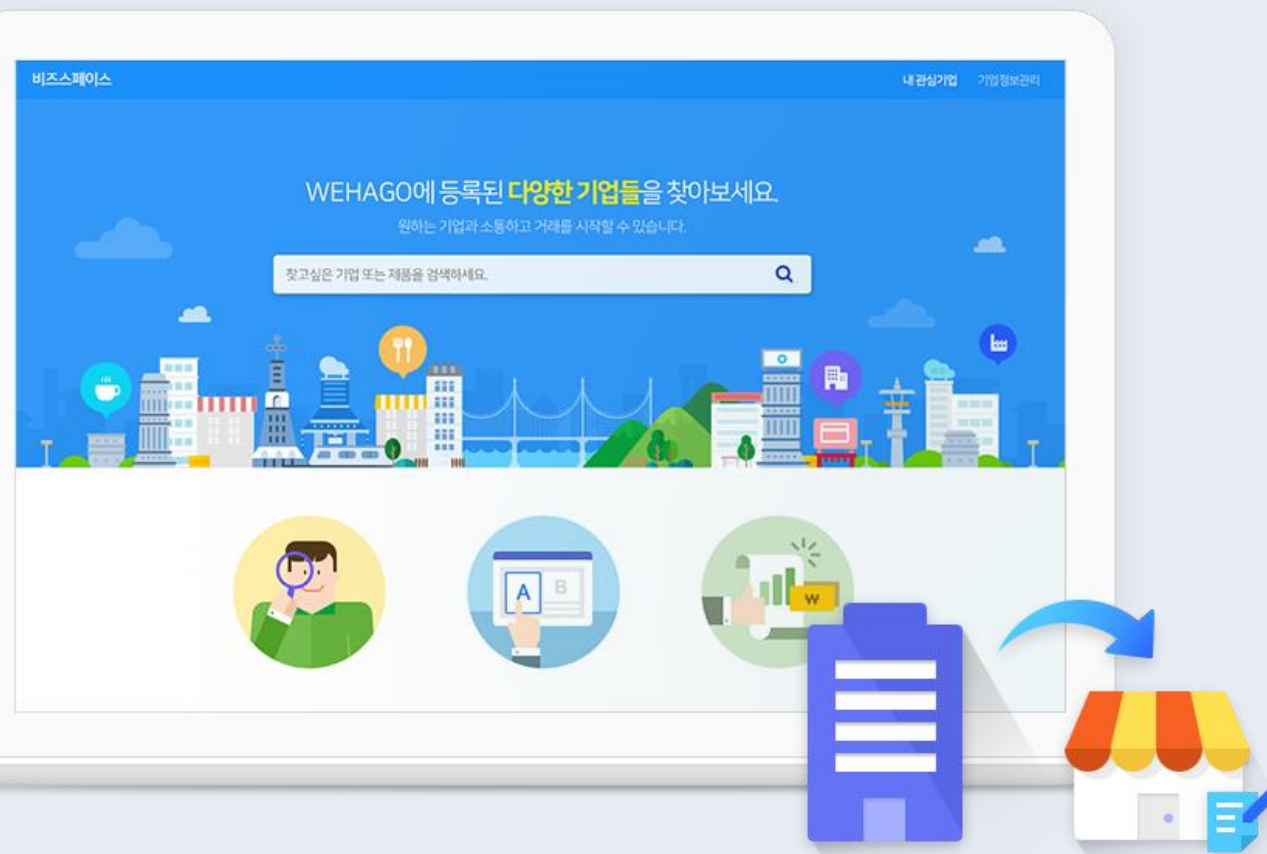 비즈스페이스
내 관심기업 기업정보관리
WEHAGO에 등록된 다양한 기업들을 찾아보세요.
원하는 기업과 소통하고 거래를 시작할 수 있습니다.
찾고싶은 기업 또는 제품을 검색하세요.
A B
₩